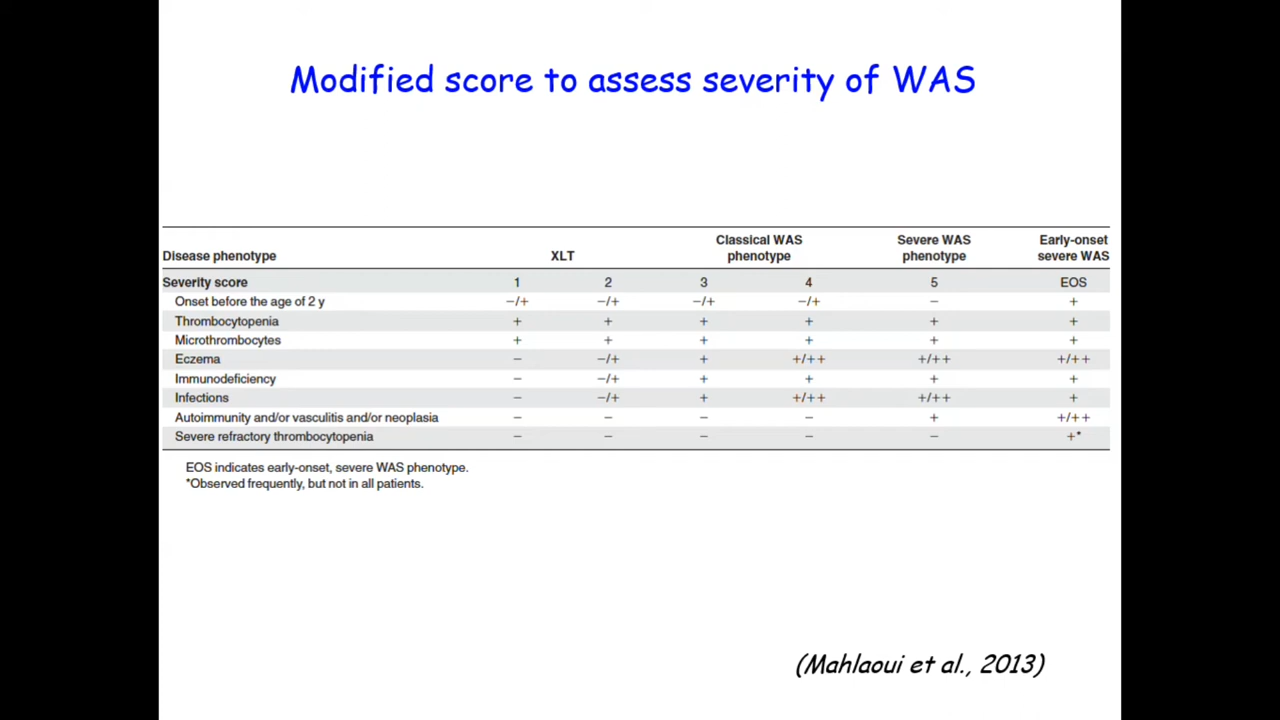 Modified score to assess severity of WAS
Disease phenotype XLT Classical WAS phenotype Severe WAS phenotype Early-onset severe WAS
Severity score 1 2 3 4 5 EOS
Onset before the age of 2 y −/+ −/+ −/+ −/+ − +
Thrombocytopenia + + + + + +
Microthrombocytes + + + + + +
Eczema − −/+ + +/++ +/++ +/++
Immunodeficiency − −/+ + + + +
Infections − −/+ + +/++ +/++ +
Autoimmunity and/or vasculitis and/or neoplasia − − − − + +/++
Severe refractory thrombocytopenia − − − − − +*
EOS indicates early-onset, severe WAS phenotype.
*Observed frequently, but not in all patients.
(Mahlaoui et al., 2013)